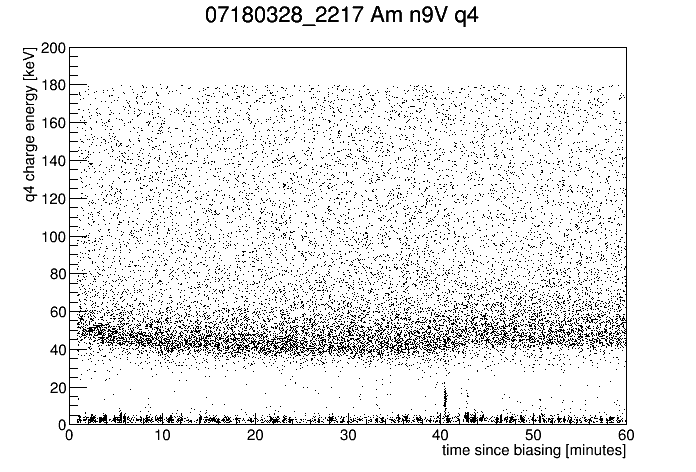 07180328_2217 Am n9V q4
q4 charge energy [keV]
200
180
160
140
120
100
80
60
40
20
0
0 10 20 30 40 50 60
time since biasing [minutes]